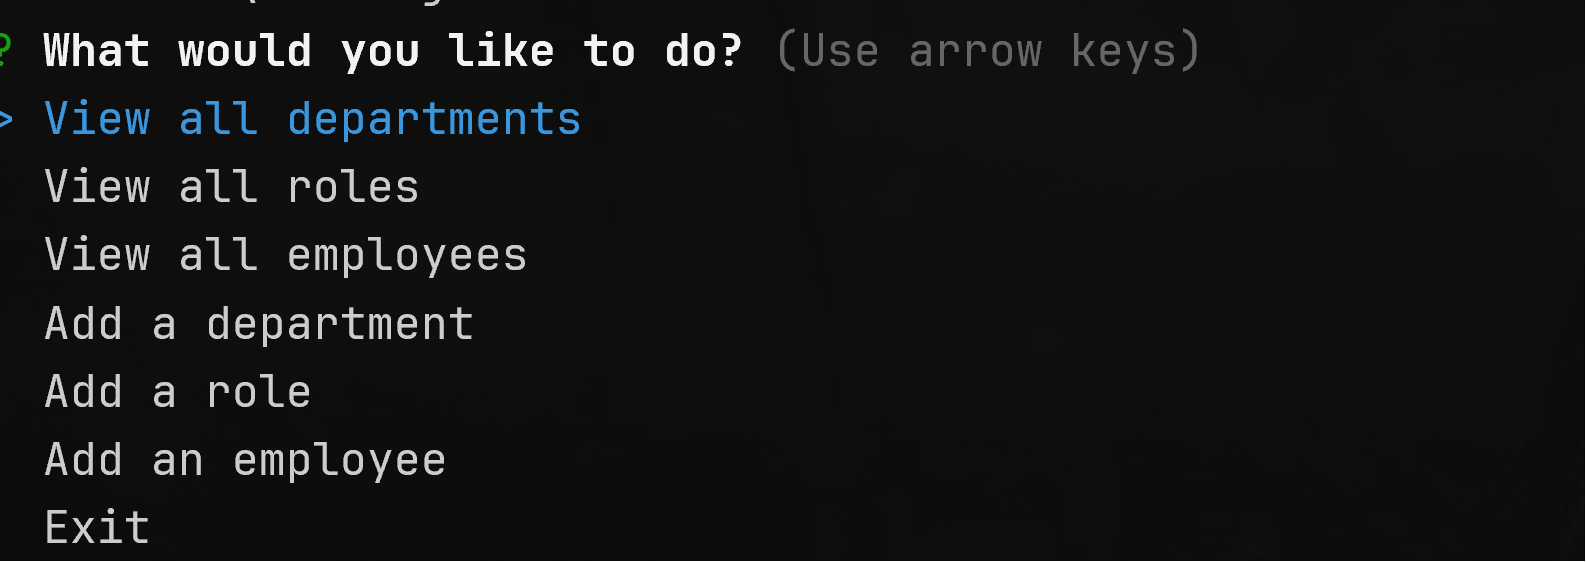 ? What would you like to do? (Use arrow keys)
> View all departments
View all roles
View all employees
Add a department
Add a role
Add an employee
Exit